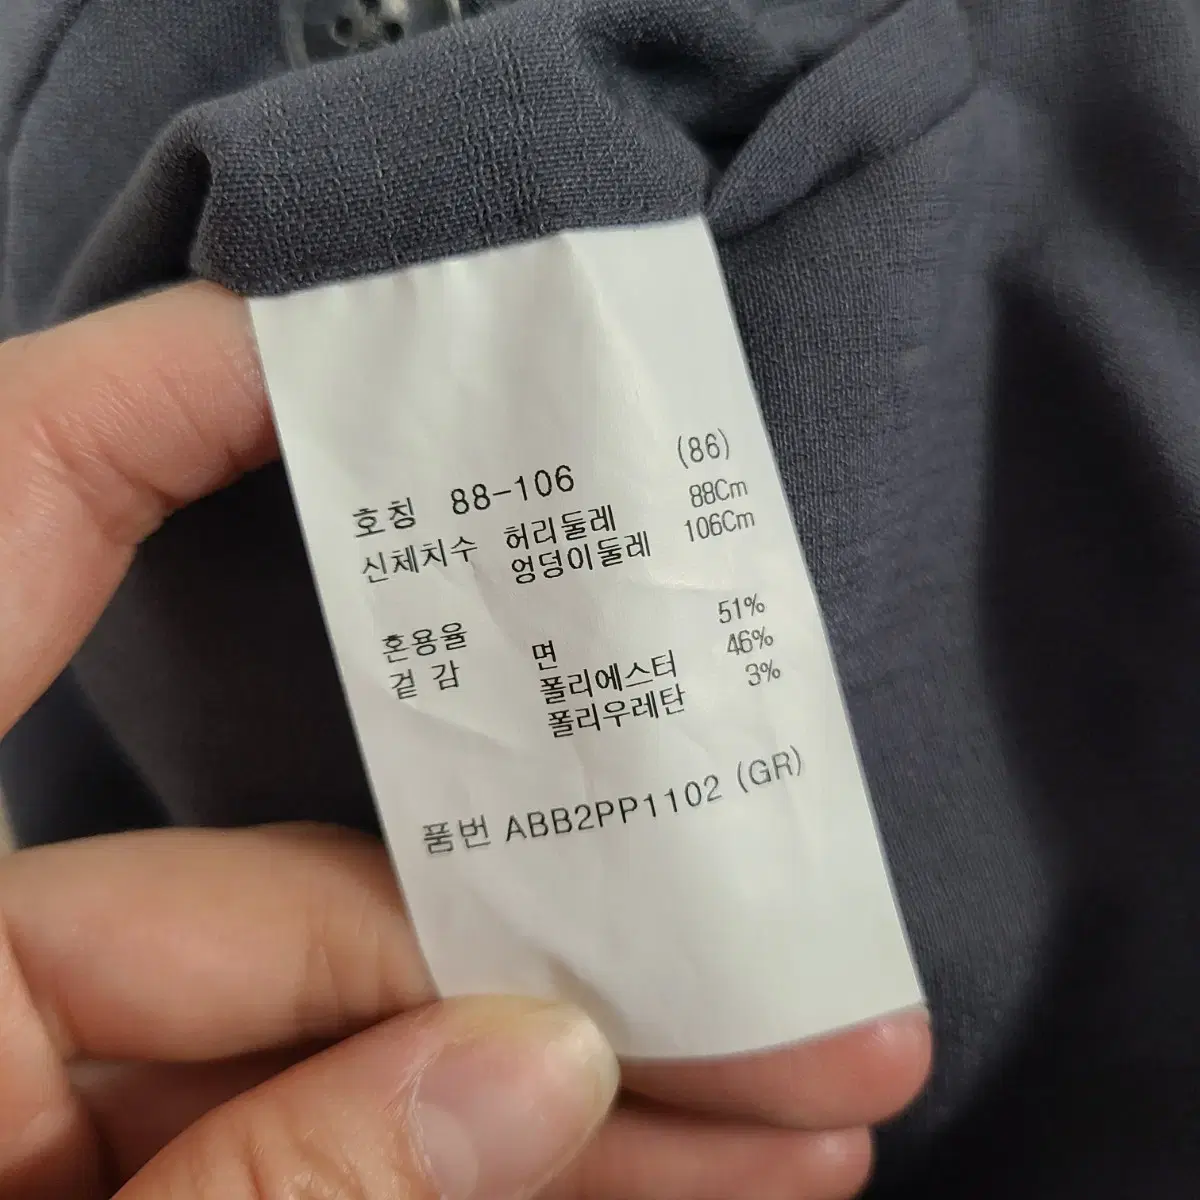 호칭 88-106 (86)
신체치수 허리둘레 88Cm
엉덩이둘레 106Cm
혼용율 면 51%
겉 감 폴리에스터 46%
폴리우레탄 3%
품번 ABB2PP1102 (GR)